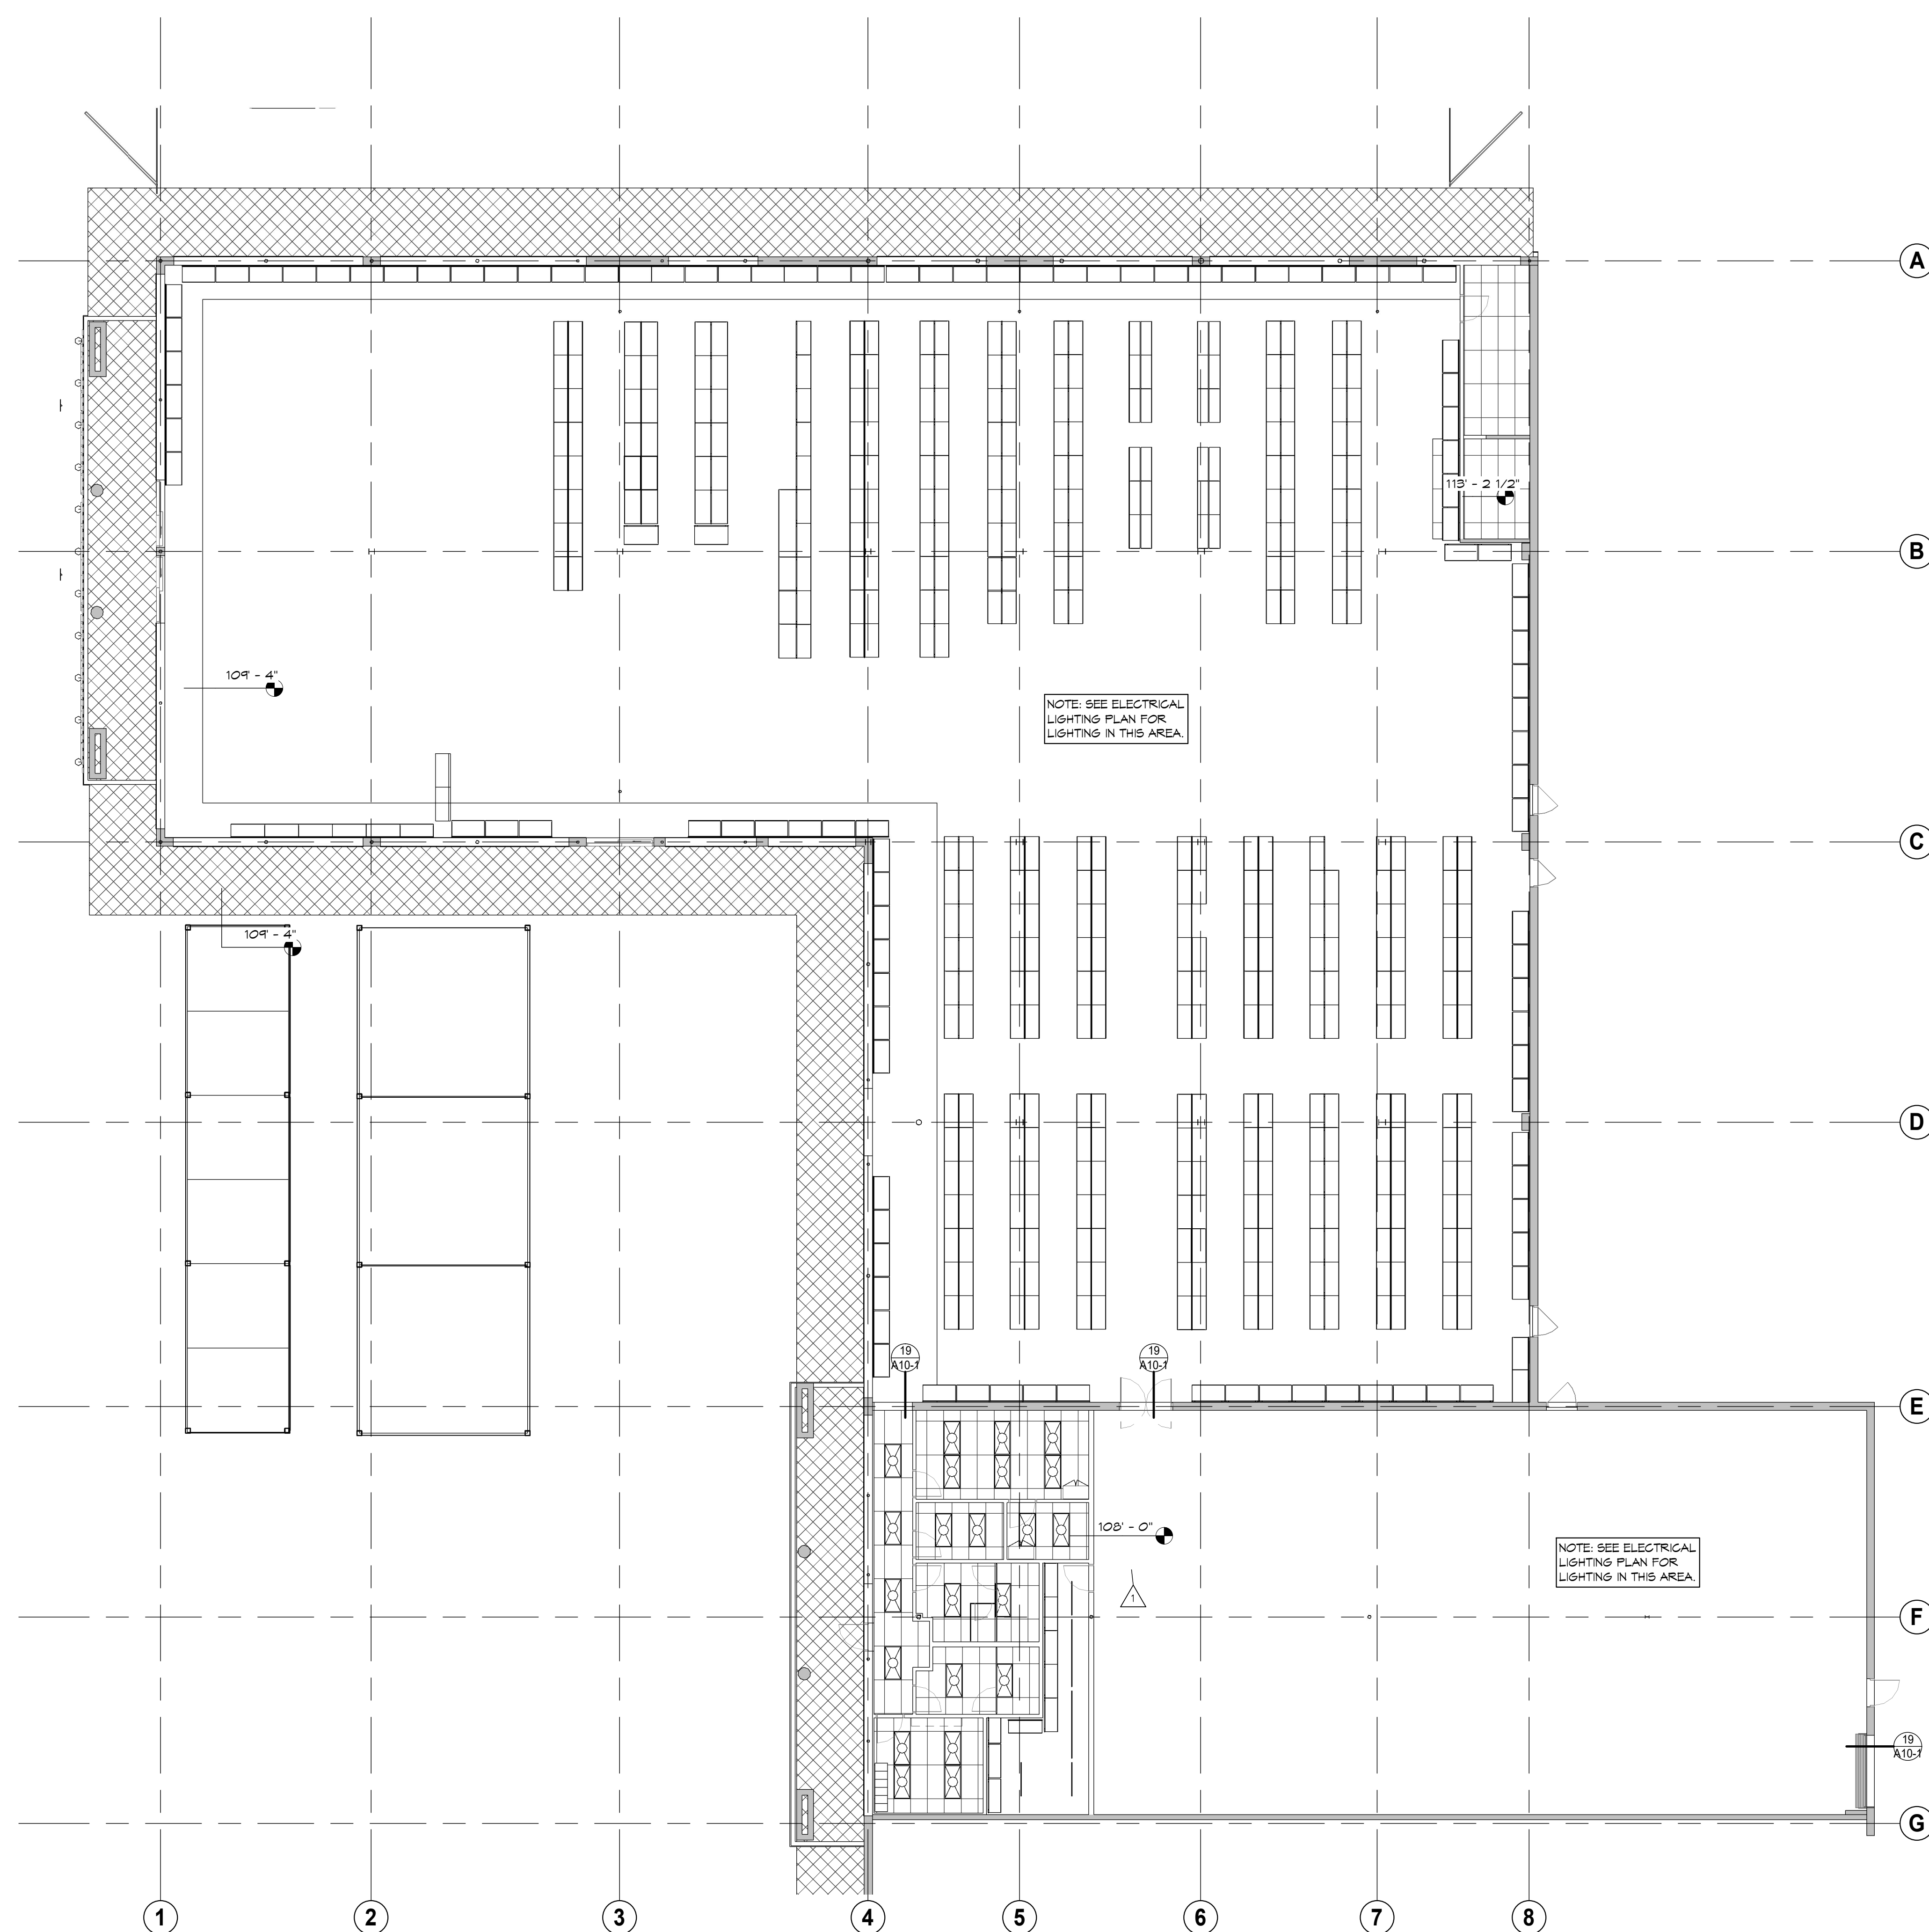 A
B
113' - 2 1/2"
109' - 4"
NOTE: SEE ELECTRICAL
LIGHTING PLAN FOR
LIGHTING IN THIS AREA.
C
109' - 4"
D
19
A10-1
19
A10-1
E
108' - 0"
NOTE: SEE ELECTRICAL
LIGHTING PLAN FOR
LIGHTING IN THIS AREA.
1
F
19
A10-1
G
1
2
3
4
5
6
7
8